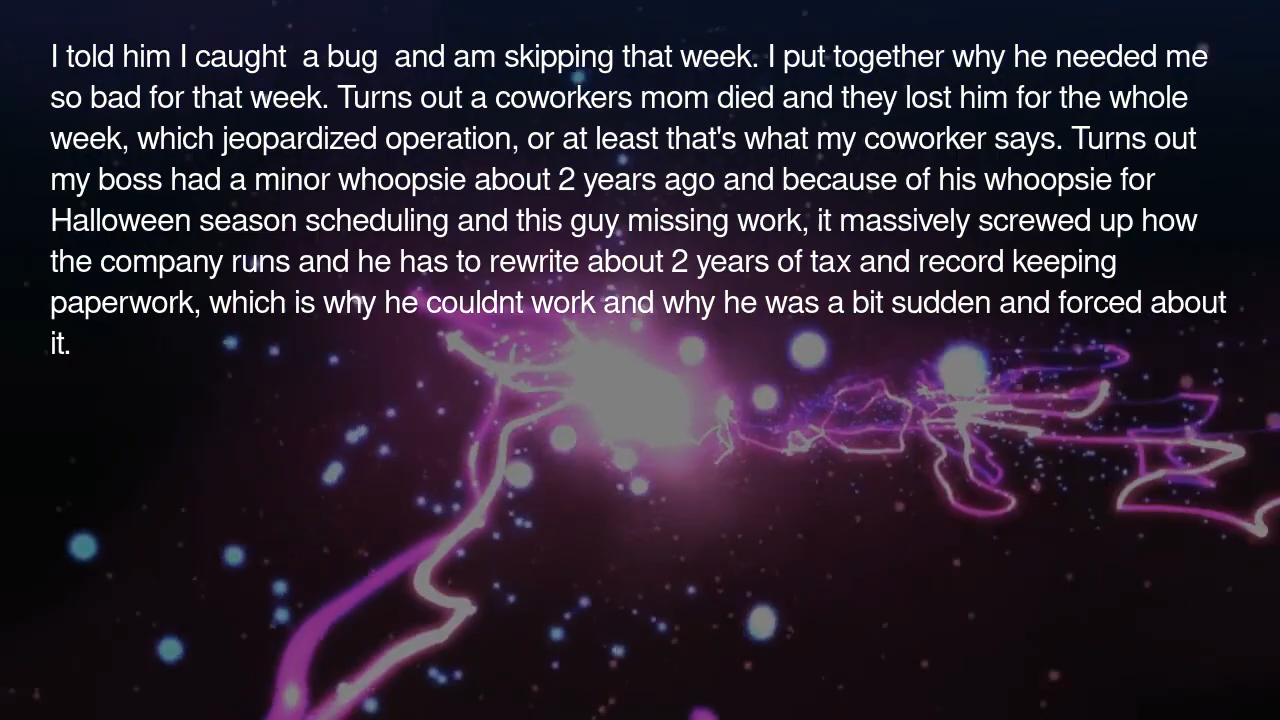 I told him I caught  a bug  and am skipping that week. I put together why he needed me
so bad for that week. Turns out a coworkers mom died and they lost him for the whole
week, which jeopardized operation, or at least that's what my coworker says. Turns out
my boss had a minor whoopsie about 2 years ago and because of his whoopsie for
Halloween season scheduling and this guy missing work, it massively screwed up how
the company runs and he has to rewrite about 2 years of tax and record keeping
paperwork, which is why he couldnt work and why he was a bit sudden and forced about
it.